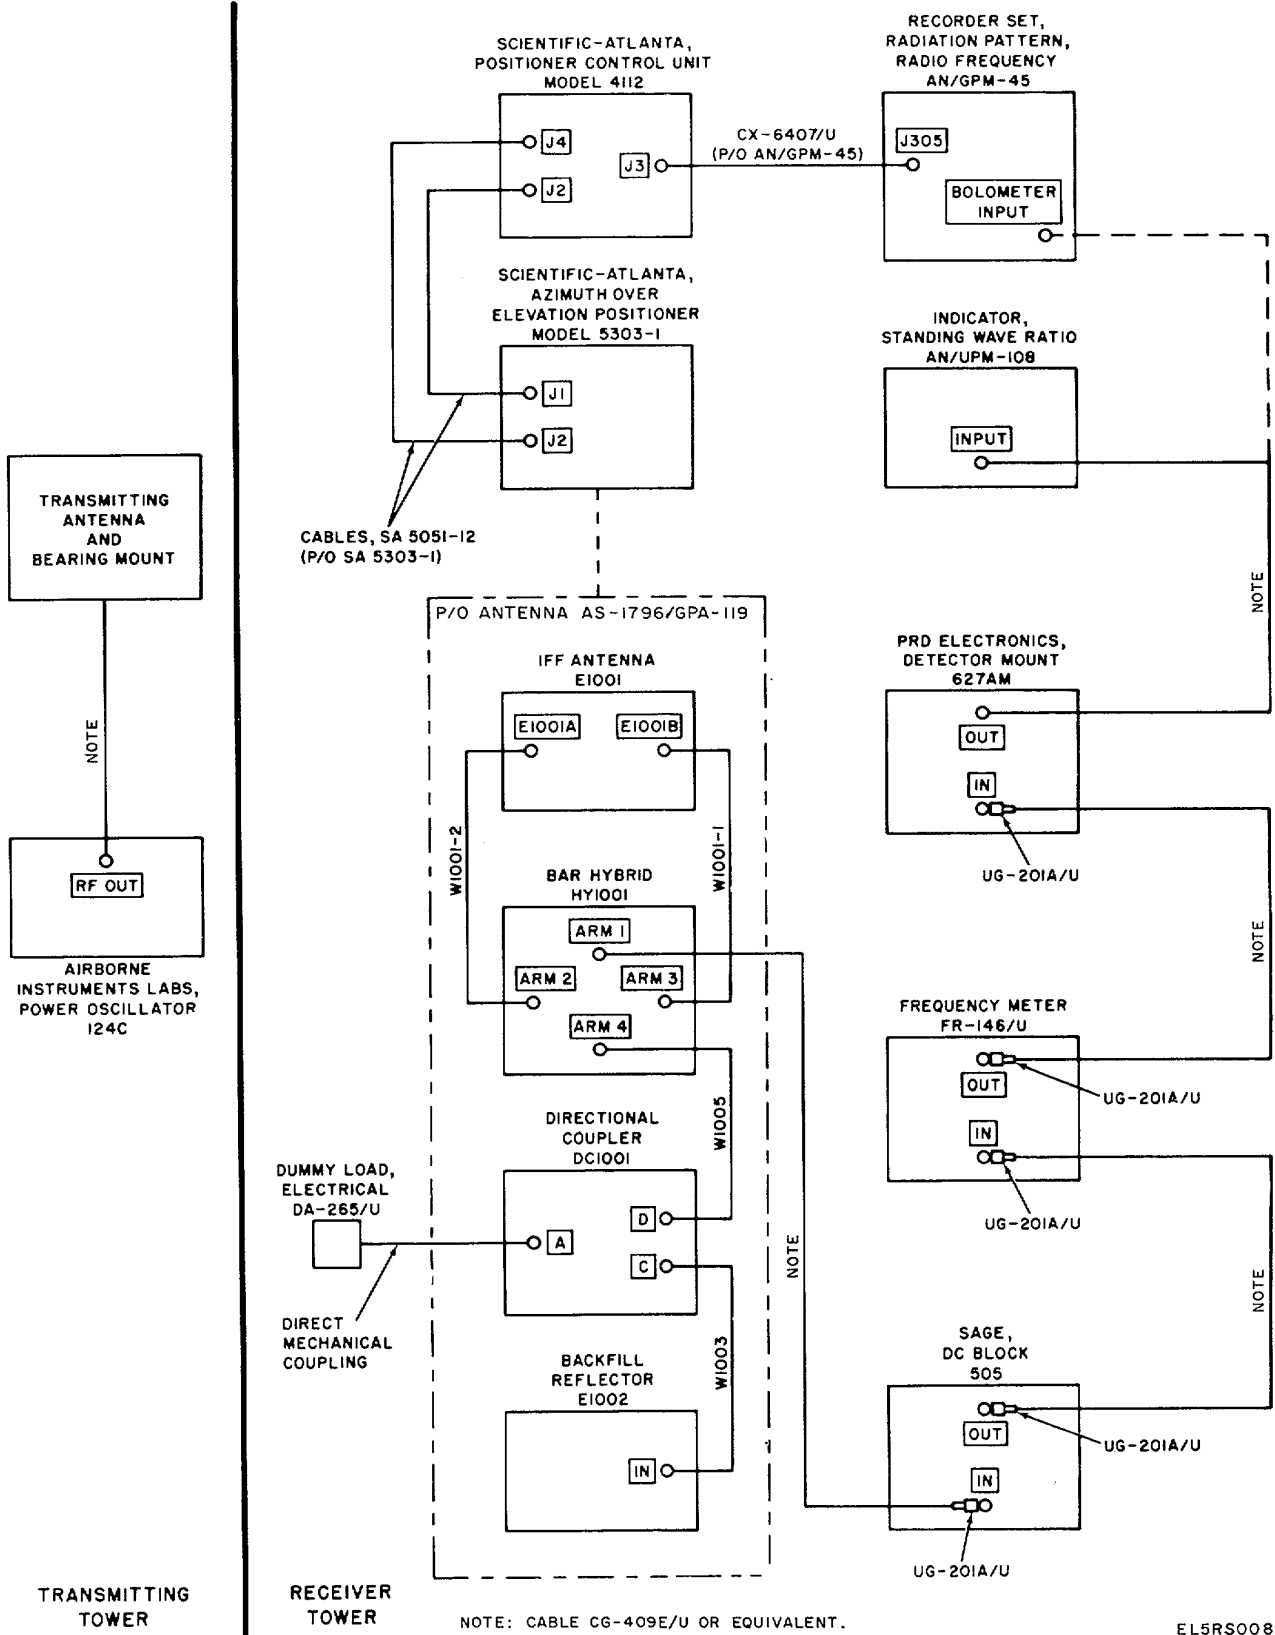 SCIENTIFIC-ATLANTA,
POSITIONER CONTROL UNIT
MODEL 4112
J4
J2
J3
CX-6407/U
(P/O AN/GPM-45)
RECORDER SET,
RADIATION PATTERN,
RADIO FREQUENCY
AN/GPM-45
J305
BOLOMETER
INPUT
SCIENTIFIC-ATLANTA,
AZIMUTH OVER
ELEVATION POSITIONER
MODEL 5303-1
J1
J2
CABLES, SA 5051-12
(P/O SA 5303-1)
INDICATOR,
STANDING WAVE RATIO
AN/UPM-108
INPUT
NOTE
TRANSMITTING
ANTENNA
AND
BEARING MOUNT
NOTE
RF OUT
AIRBORNE
INSTRUMENTS LABS,
POWER OSCILLATOR
124C
P/O ANTENNA AS-1796/GPA-119
IFF ANTENNA
E1001
E1001A
E1001B
W1001-2
W1001-1
BAR HYBRID
HY1001
ARM 1
ARM 2
ARM 3
ARM 4
W1005
DIRECTIONAL
COUPLER
DC1001
D
A
C
DUMMY LOAD,
ELECTRICAL
DA-265/U
DIRECT
MECHANICAL
COUPLING
W1003
BACKFILL
REFLECTOR
E1002
IN
NOTE
PRD ELECTRONICS,
DETECTOR MOUNT
627AM
OUT
IN
UG-201A/U
NOTE
FREQUENCY METER
FR-146/U
OUT
UG-201A/U
IN
UG-201A/U
NOTE
SAGE,
DC BLOCK
505
OUT
UG-201A/U
IN
UG-201A/U
TRANSMITTING
TOWER
RECEIVER
TOWER
NOTE: CABLE CG-409E/U OR EQUIVALENT.
EL5RS008